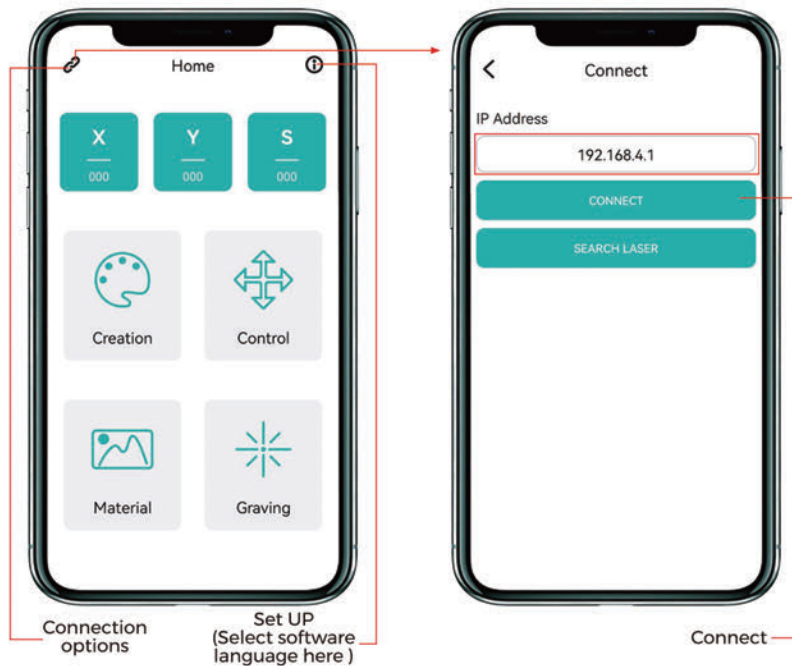 Home
X
000
Y
000
S
000
Creation
Control
Material
Graving
Connection
options
Set UP
(Select software
language here )
Connect
IP Address
192.168.4.1
CONNECT
SEARCH LASER
Connect